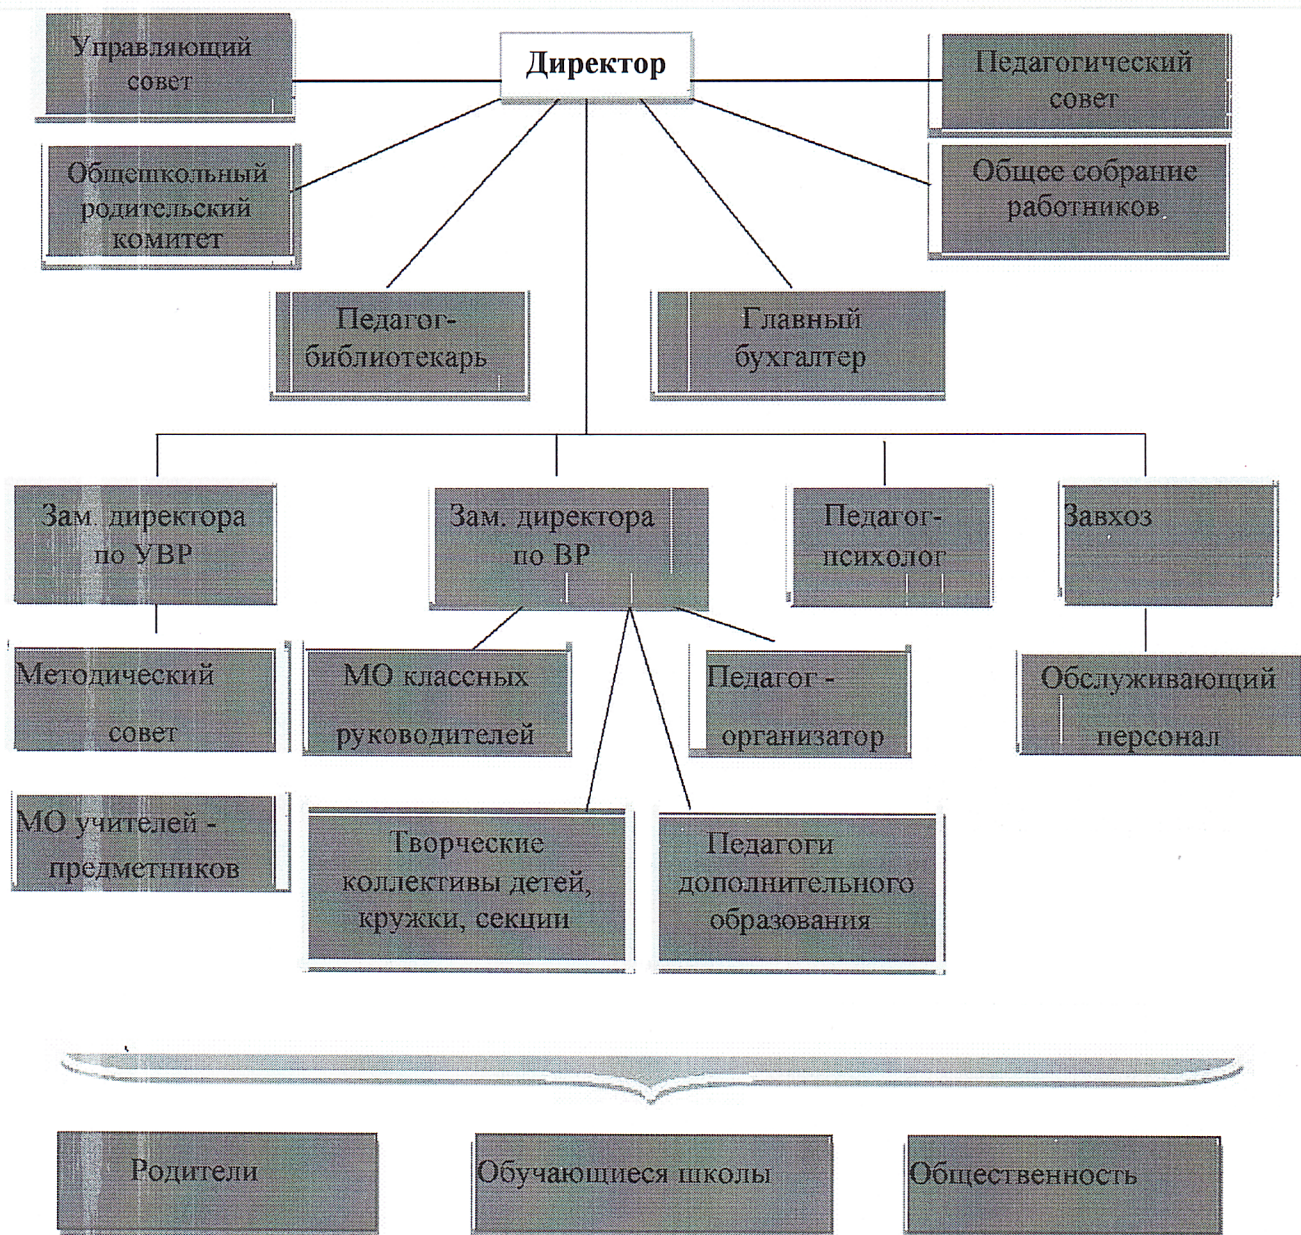 Управляющий
совет
Директор
Педагогический
совет
Общешкольный
родительский
комитет
Общее собрание
работников
Педагог-
библиотекарь
Главный
бухгалтер
Зам. директора
по УВР
Зам. директора
по ВР
Педагог-
психолог
Завхоз
Методический
совет
МО классных
руководителей
Педагог -
организатор
Обслуживающий
персонал
МО учителей -
предметников
Творческие
коллективы детей,
кружки, секции
Педагоги
дополнительного
образования
Родители
Обучающиеся школы
Общественность